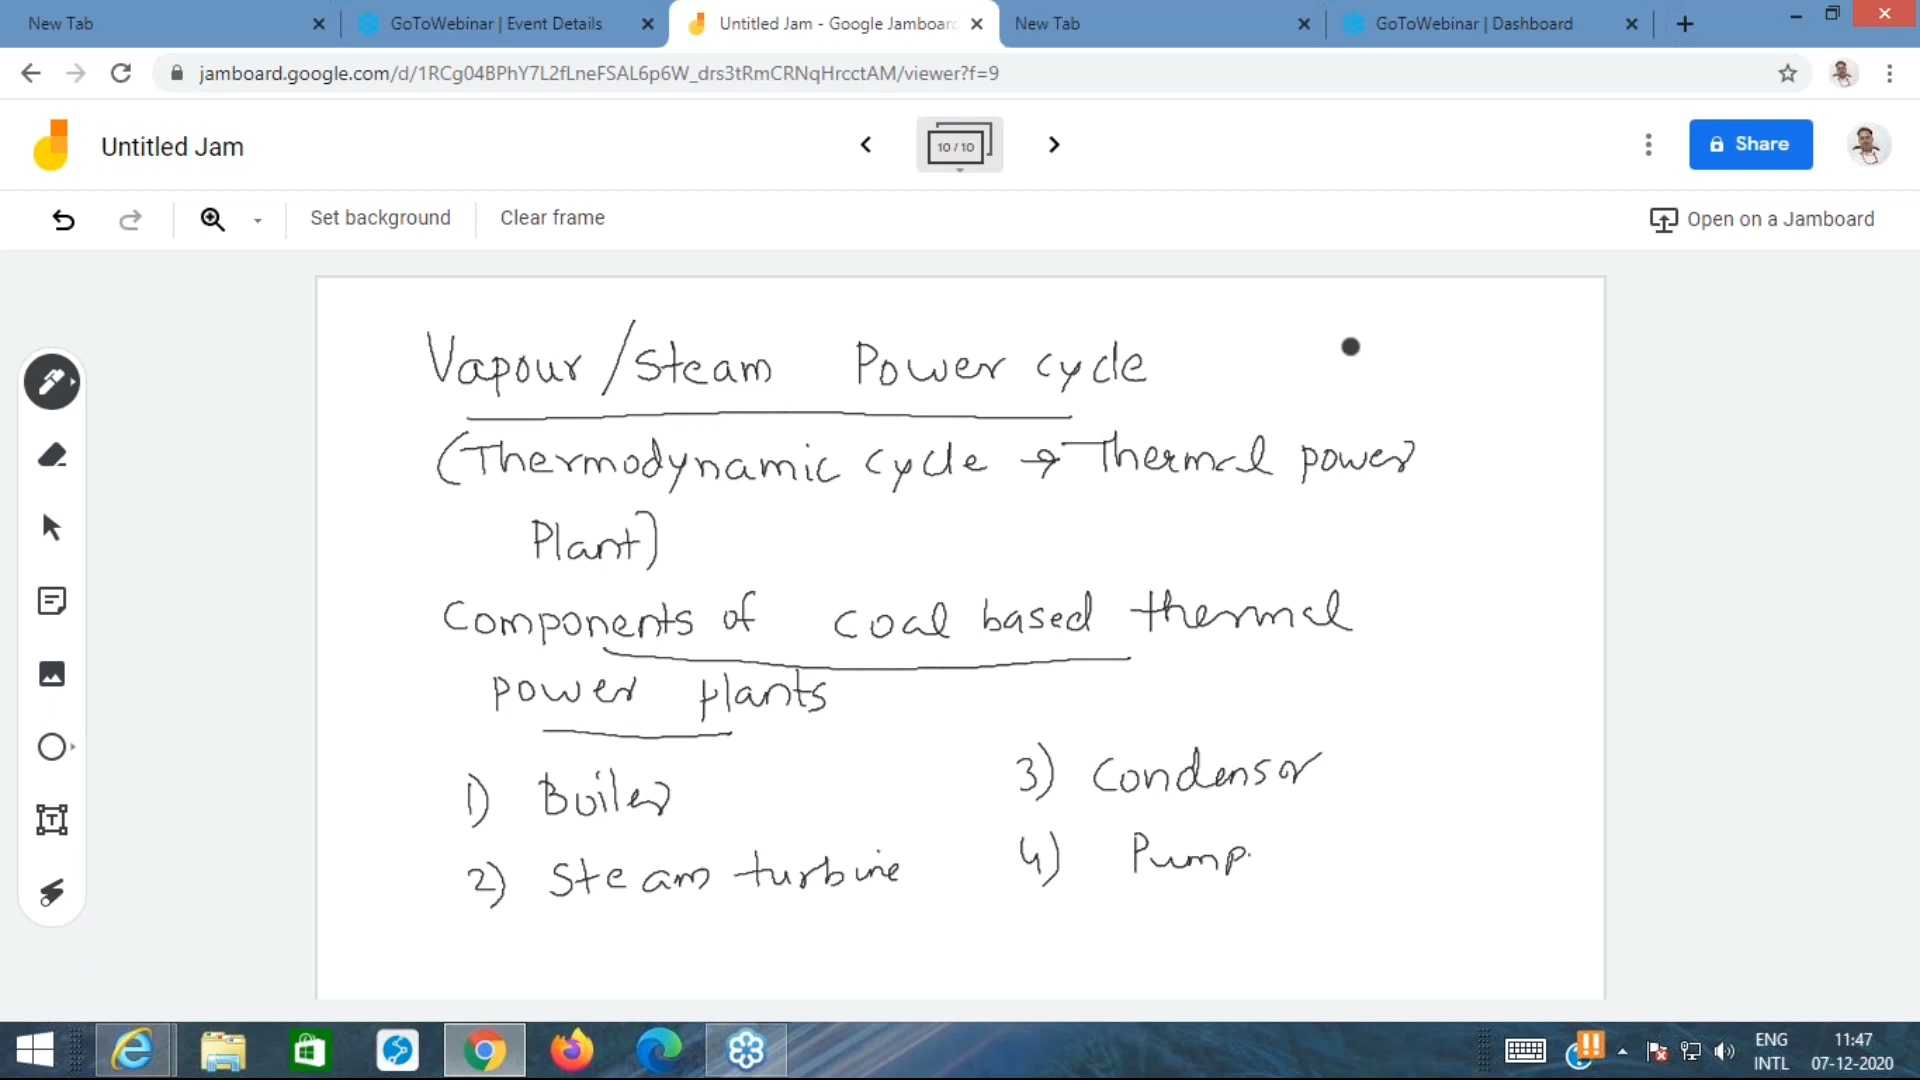 New Tab
GoToWebinar | Event Details
Untitled Jam - Google Jamboard
New Tab
GoToWebinar | Dashboard
jamboard.google.com/d/1RCg04BPhY7L2fLneFSAL6p6W_drs3tRmCRNqHrcctAM/viewer?f=9
Untitled Jam
10 / 10
Share
Set background
Clear frame
Open on a Jamboard
Vapour/Steam Power cycle
(Thermodynamic cycle → Thermal power
Plant)
Components of coal based thermal
power plants
1) Boiler
2) Steam turbine
3) Condensor
4) Pump.
ENG
INTL
11:47
07-12-2020